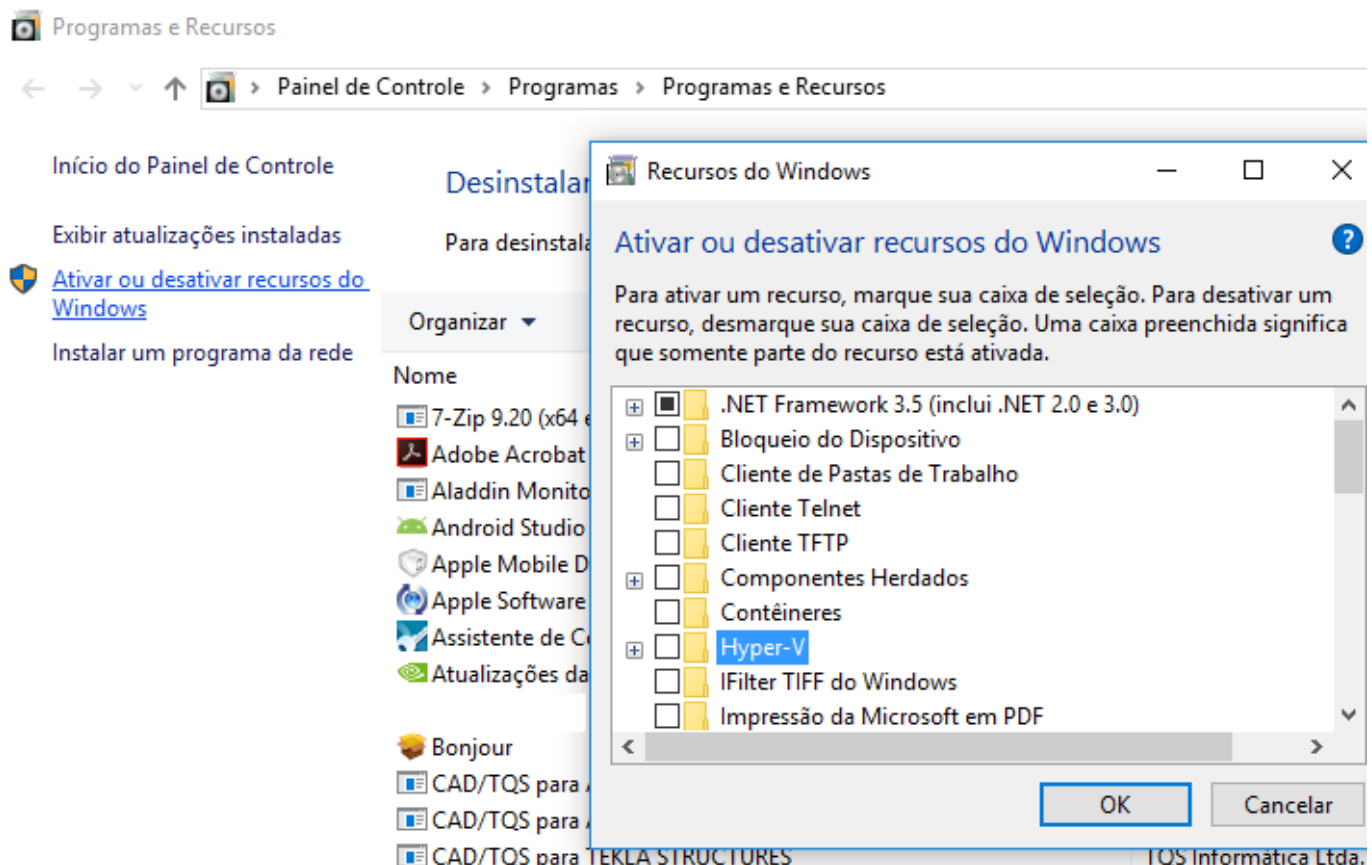 Programas e Recursos
Painel de Controle > Programas > Programas e Recursos
Início do Painel de Controle
Exibir atualizações instaladas
Ativar ou desativar recursos do
Windows
Instalar um programa da rede
Desinstalar
Para desinstala
Organizar
Nome
7-Zip 9.20 (x64 e
Adobe Acrobat
Aladdin Monito
Android Studio
Apple Mobile D
Apple Software
Assistente de C
Atualizações da
Bonjour
CAD/TQS para
CAD/TQS para
CAD/TQS para TEKLA STRUCTURES
TQS Informática Ltda.
Recursos do Windows
Ativar ou desativar recursos do Windows
Para ativar um recurso, marque sua caixa de seleção. Para desativar um
recurso, desmarque sua caixa de seleção. Uma caixa preenchida significa
que somente parte do recurso está ativada.
.NET Framework 3.5 (inclui .NET 2.0 e 3.0)
Bloqueio do Dispositivo
Cliente de Pastas de Trabalho
Cliente Telnet
Cliente TFTP
Componentes Herdados
Contêineres
Hyper-V
IFilter TIFF do Windows
Impressão da Microsoft em PDF
OK
Cancelar